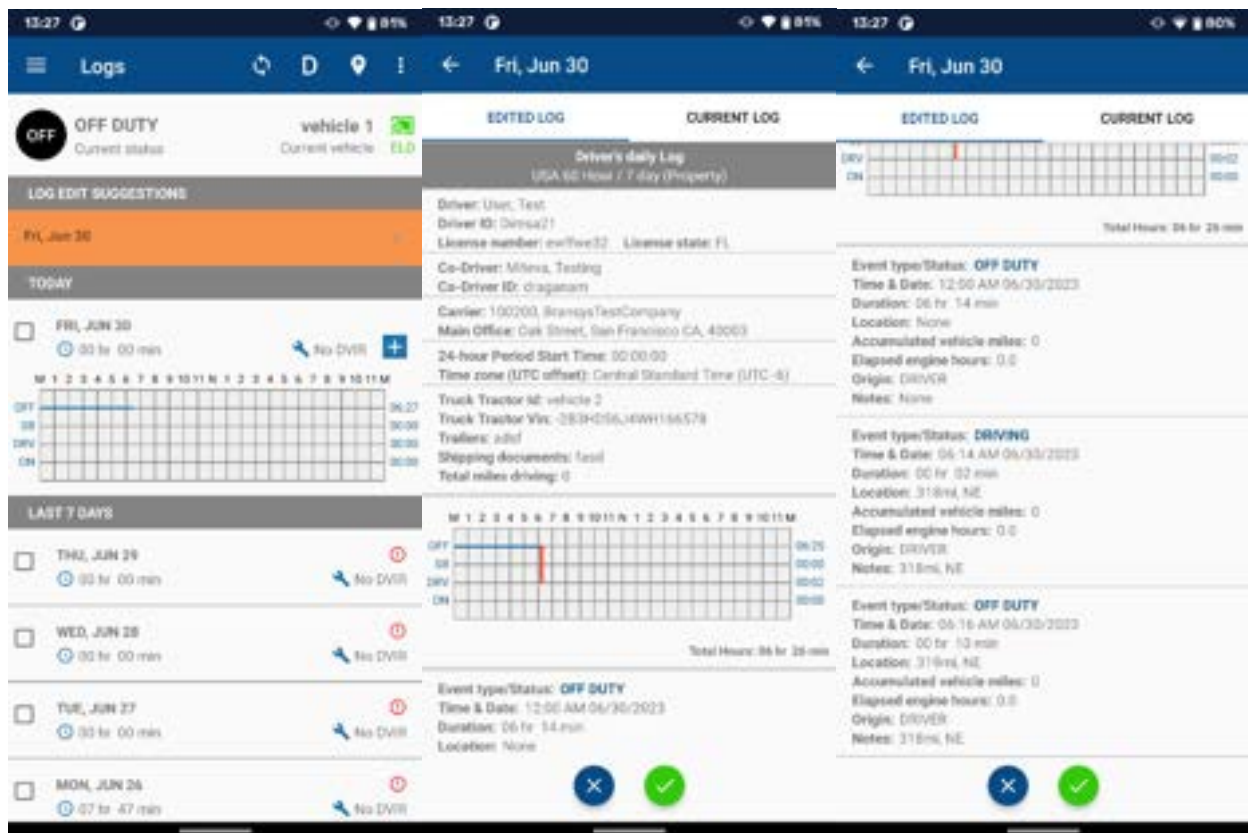 13:27
81%
Logs
D
OFF
OFF DUTY
Current status
vehicle 1
Current vehicle
ELD
LOG EDIT SUGGESTIONS
Fri, Jun 30
TODAY
FRI, JUN 30
00 hr 00 min
No DVIR
M 1 2 3 4 5 6 7 8 9 10 11 N 1 2 3 4 5 6 7 8 9 10 11 M
OFF 06:27
SB 00:00
DRV 00:00
ON 00:00
LAST 7 DAYS
THU, JUN 29
00 hr 00 min
No DVIR
WED, JUN 28
00 hr 00 min
No DVIR
TUE, JUN 27
00 hr 00 min
No DVIR
MON, JUN 26
07 hr 47 min
No DVIR
13:27
81%
Fri, Jun 30
EDITED LOG
CURRENT LOG
Driver's daily Log
USA 60 Hour / 7 day (Property)
Driver: User, Test
Driver ID: Dimsa21
License number: License state: FL
Co-Driver: Miteva, Testing
Co-Driver ID: draganam
Carrier: 100200, BransysTestCompany
Main Office: Oak Street, San Francisco CA, 40003
24-hour Period Start Time: 00:00:00
Time zone (UTC offset): Central Standard Time (UTC-6)
Truck Tractor Id: vehicle 2
Truck Tractor Vin:
Trailers:
Shipping documents:
Total miles driving: 0
M 1 2 3 4 5 6 7 8 9 10 11 N 1 2 3 4 5 6 7 8 9 10 11 M
OFF 06:25
SB 00:00
DRV 00:02
ON 00:00
Total Hours: 06 hr 26 min
Event type/Status: OFF DUTY
Time & Date: 12:00 AM 06/30/2023
Duration: 06 hr 14 min
Location: None
13:27
80%
Fri, Jun 30
EDITED LOG
CURRENT LOG
DRV 00:02
ON 00:00
Total Hours: 06 hr 26 min
Event type/Status: OFF DUTY
Time & Date: 12:00 AM 06/30/2023
Duration: 06 hr 14 min
Location: None
Accumulated vehicle miles: 0
Elapsed engine hours: 0.0
Origin: DRIVER
Notes: None
Event type/Status: DRIVING
Time & Date: 06:14 AM 06/30/2023
Duration: 00 hr 02 min
Location: 318mi, NE
Accumulated vehicle miles: 0
Elapsed engine hours: 0.0
Origin: DRIVER
Notes: 318mi, NE
Event type/Status: OFF DUTY
Time & Date: 06:16 AM 06/30/2023
Duration: 00 hr 10 min
Location: 318mi, NE
Accumulated vehicle miles: 0
Elapsed engine hours: 0.0
Origin: DRIVER
Notes: 318mi, NE